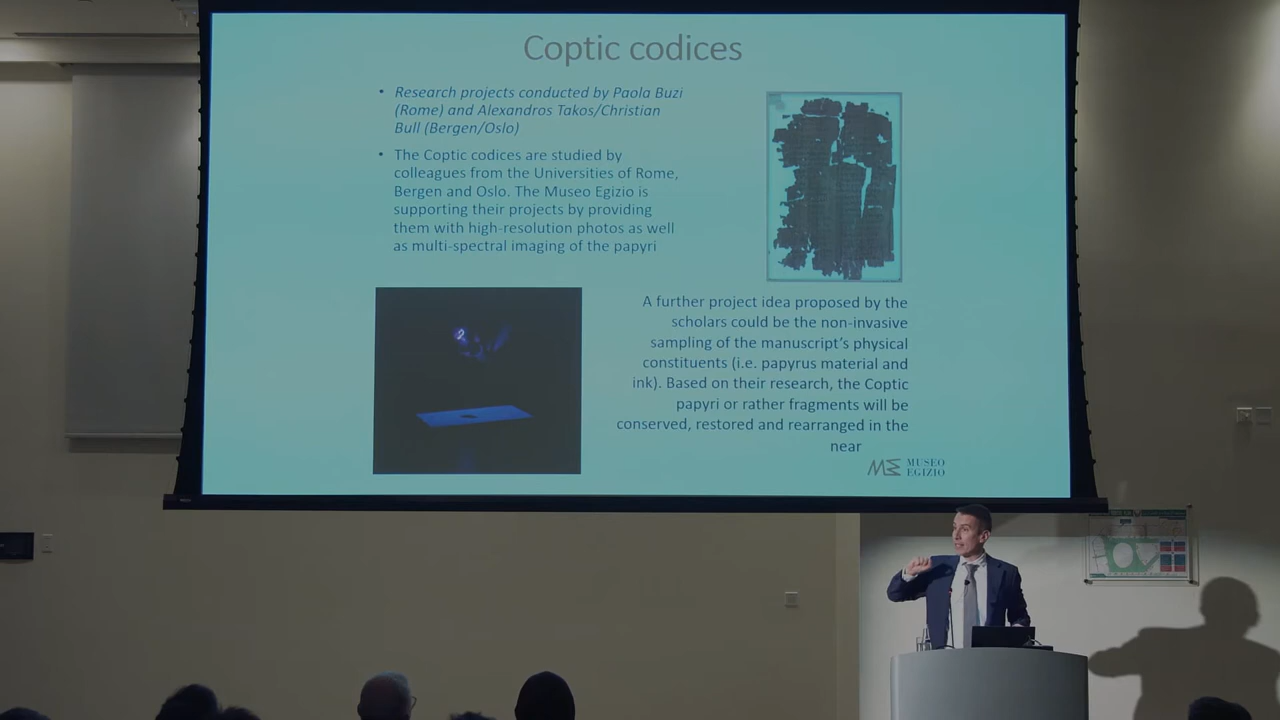 Coptic codices
• Research projects conducted by Paola Buzi
(Rome) and Alexandros Takos/Christian
Bull (Bergen/Oslo)
• The Coptic codices are studied by
colleagues from the Universities of Rome,
Bergen and Oslo. The Museo Egizio is
supporting their projects by providing
them with high-resolution photos as well
as multi-spectral imaging of the papyri
A further project idea proposed by the
scholars could be the non-invasive
sampling of the manuscript's physical
constituents (i.e. papyrus material and
ink). Based on their research, the Coptic
papyri or rather fragments will be
conserved, restored and rearranged in the
near
ME MUSEO
EGIZIO